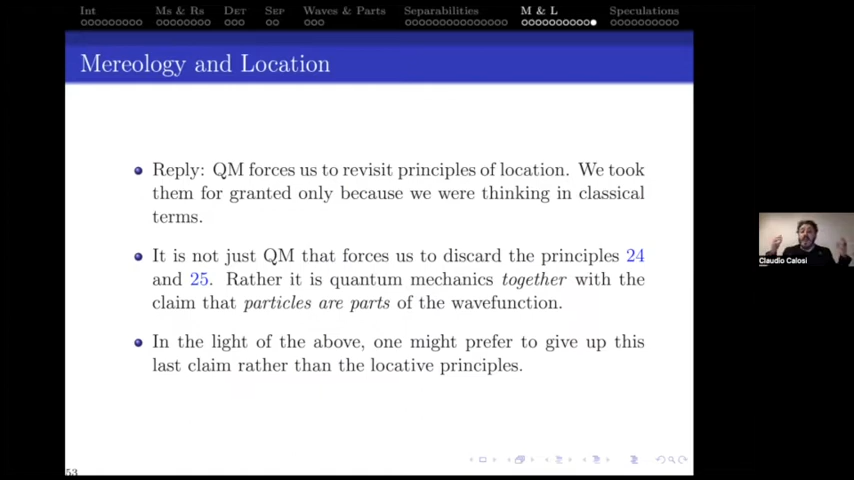 Int Ms & Rs Det Sep Waves & Parts Separabilities M & L Speculations
Mereology and Location
Reply: QM forces us to revisit principles of location. We took
them for granted only because we were thinking in classical
terms.
It is not just QM that forces us to discard the principles 24
and 25. Rather it is quantum mechanics together with the
claim that particles are parts of the wavefunction.
In the light of the above, one might prefer to give up this
last claim rather than the locative principles.
Claudio Calosi
53